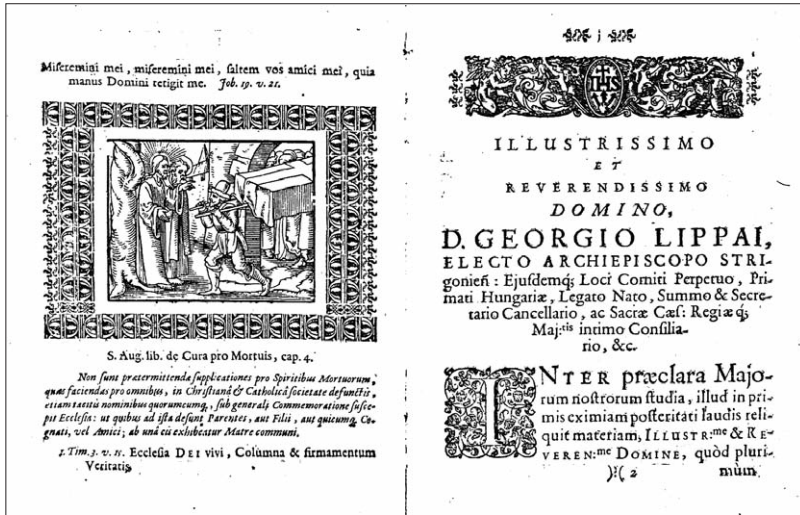 Miſeremini mei, miſeremini mei, ſaltem vos amici mei, quia
manus Domini tetigit me. Job. 19. v. 21.
S. Aug. lib. de Cura pro Mortuis, cap. 4.
Non ſunt prætermittenda ſupplicationes pro Spiritibus Mortuorum,
quas faciendas pro omnibus, in Chriſtianâ & Catholicâ ſocietate defunctis,
etiam tacitis nominibus quorumcumq;, ſub generali Commemoratione ſuſce-
pit Eccleſia: ut quibus ad iſta deſunt Parentes, aut Filii, aut quicumq; Co-
gnati, vel Amici; ab unâ eis exhibeatur Matre communi.
1. Tim. 3. v. 15. Eccleſia DEI vivi, Columna & firmamentum
Veritatis
IHS
ILLUSTRISSIMO
ET
REVERENDISSIMO
DOMINO,
D. GEORGIO LIPPAI,
ELECTO ARCHIEPISCOPO STRI-
gonień: Ejuſdemq; Loci Comiti Perpetuo, Pri-
mati Hungariæ, Legato Nato, Summo & Secre-
tario Cancellario, ac Sacræ Cæſ: Regiæq;
Maj:tis intimo Conſilia-
rio, &c.
INTER præclara Majo-
rum noſtrorum ſtudia, illud in pri-
mis eximiam poſteritati laudis reli-
quit materiam, ILLUSTR:me & RE-
VEREN:me DOMINE, quòd pluri-
)!( 2 mùm